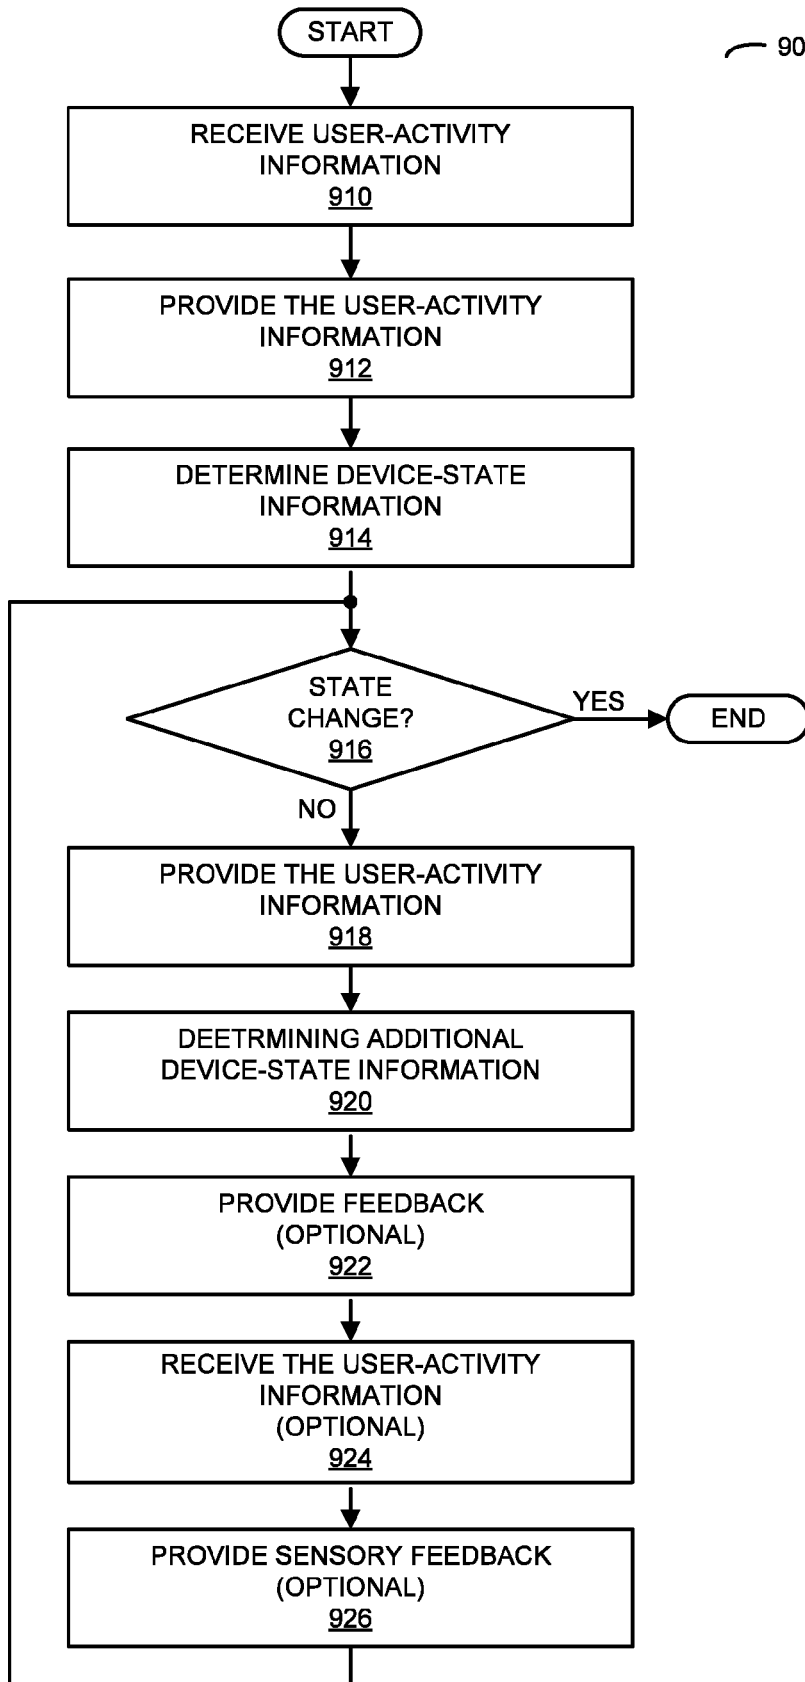 START
90
RECEIVE USER-ACTIVITY
INFORMATION
910
PROVIDE THE USER-ACTIVITY
INFORMATION
912
DETERMINE DEVICE-STATE
INFORMATION
914
STATE
CHANGE?
916
YES
END
NO
PROVIDE THE USER-ACTIVITY
INFORMATION
918
DEETRMINING ADDITIONAL
DEVICE-STATE INFORMATION
920
PROVIDE FEEDBACK
(OPTIONAL)
922
RECEIVE THE USER-ACTIVITY
INFORMATION
(OPTIONAL)
924
PROVIDE SENSORY FEEDBACK
(OPTIONAL)
926